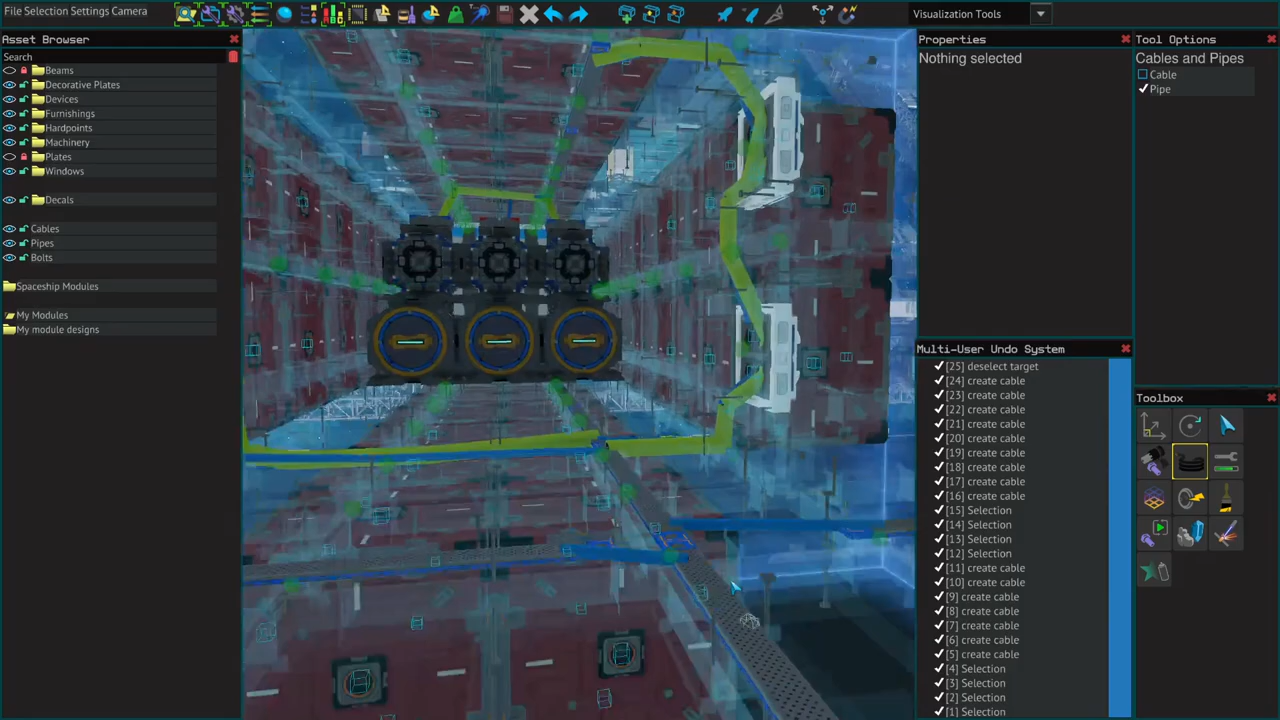 File Selection Settings Camera
Visualization Tools
Asset Browser
Search
Beams
Decorative Plates
Devices
Furnishings
Hardpoints
Machinery
Plates
Windows
Decals
Cables
Pipes
Bolts
Spaceship Modules
My Modules
My module designs
Properties
Nothing selected
Tool Options
Cables and Pipes
Cable
Pipe
Multi-User Undo System
[25] deselect target
[24] create cable
[23] create cable
[22] create cable
[21] create cable
[20] create cable
[19] create cable
[18] create cable
[17] create cable
[16] create cable
[15] Selection
[14] Selection
[13] Selection
[12] Selection
[11] create cable
[10] create cable
[9] create cable
[8] create cable
[7] create cable
[6] create cable
[5] create cable
[4] Selection
[3] Selection
[2] Selection
[1] Selection
Toolbox